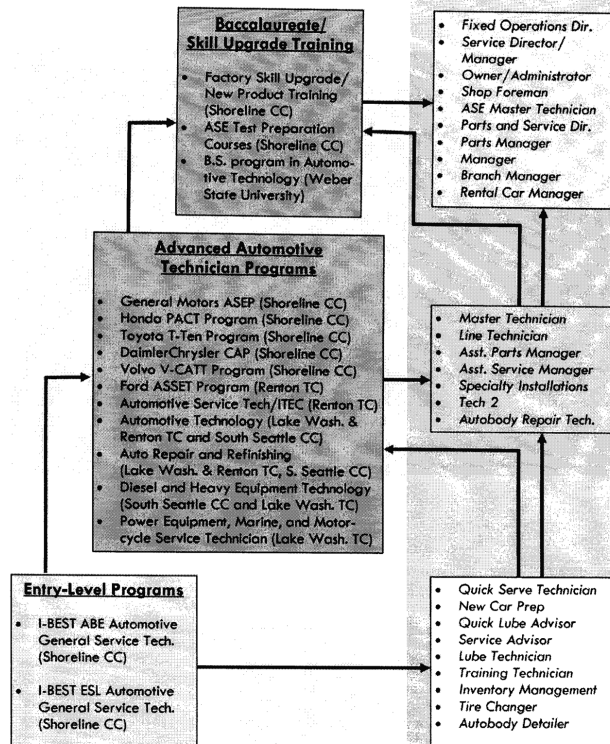 Baccalaureate/
Skill Upgrade Training
• Factory Skill Upgrade/
New Product Training
(Shoreline CC)
• ASE Test Preparation
Courses (Shoreline CC)
• B.S. program in Automo-
tive Technology (Weber
State University)
• Fixed Operations Dir.
• Service Director/
Manager
• Owner/Administrator
• Shop Foreman
• ASE Master Technician
• Parts and Service Dir.
• Parts Manager
• Manager
• Branch Manager
• Rental Car Manager
Advanced Automotive
Technician Programs
• General Motors ASEP (Shoreline CC)
• Honda PACT Program (Shoreline CC)
• Toyota T-Ten Program (Shoreline CC)
• DaimlerChrysler CAP (Shoreline CC)
• Volvo V-CATT Program (Shoreline CC)
• Ford ASSET Program (Renton TC)
• Automotive Service Tech/ITEC (Renton TC)
• Automotive Technology (Lake Wash. &
Renton TC and South Seattle CC)
• Auto Repair and Refinishing
(Lake Wash. & Renton TC, S. Seattle CC)
• Diesel and Heavy Equipment Technology
(South Seattle CC and Lake Wash. TC)
• Power Equipment, Marine, and Motor-
cycle Service Technician (Lake Wash. TC)
• Master Technician
• Line Technician
• Asst. Parts Manager
• Asst. Service Manager
• Specialty Installations
• Tech 2
• Autobody Repair Tech.
Entry-Level Programs
• I-BEST ABE Automotive
General Service Tech.
(Shoreline CC)
• I-BEST ESL Automotive
General Service Tech.
(Shoreline CC)
• Quick Serve Technician
• New Car Prep
• Quick Lube Advisor
• Service Advisor
• Lube Technician
• Training Technician
• Inventory Management
• Tire Changer
• Autobody Detailer